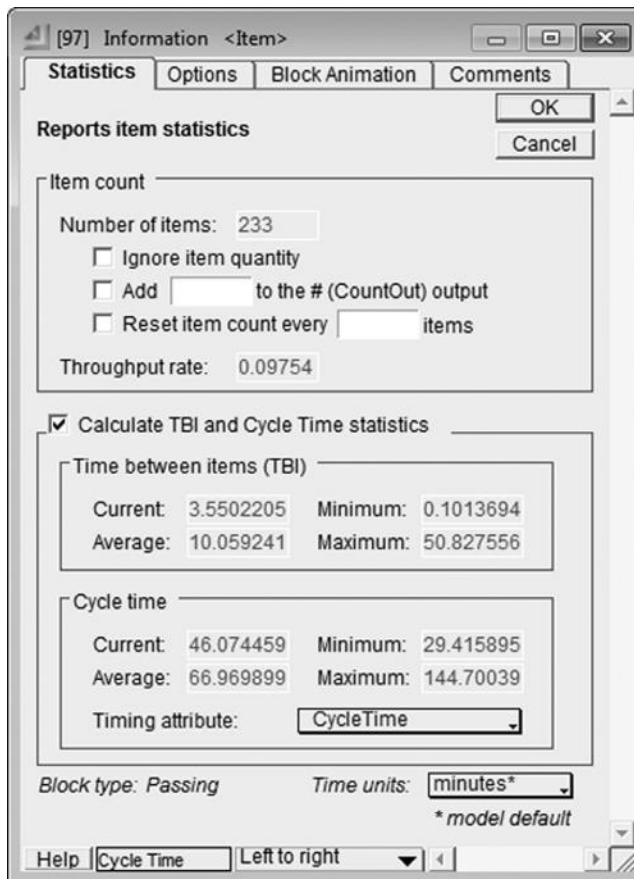 [97] Information <Item>
Statistics Options Block Animation Comments
OK
Reports item statistics
Cancel
Item count
Number of items: 233
Ignore item quantity
Add to the # (CountOut) output
Reset item count every items
Throughput rate: 0.09754
Calculate TBI and Cycle Time statistics
Time between items (TBI)
Current: 3.5502205 Minimum: 0.1013694
Average: 10.059241 Maximum: 50.827556
Cycle time
Current: 46.074459 Minimum: 29.415895
Average: 66.969899 Maximum: 144.70039
Timing attribute: CycleTime
Block type: Passing Time units: minutes*
* model default
Help Cycle Time Left to right